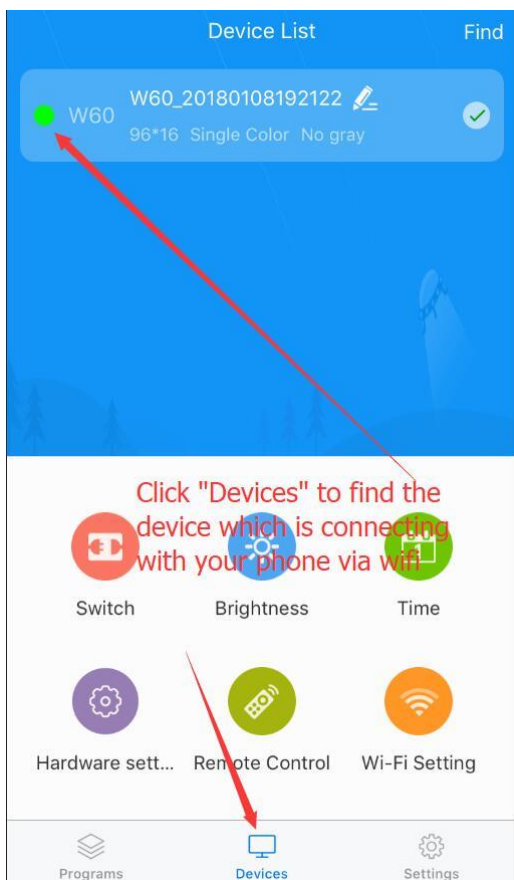 Device List
Find
W60
W60_20180108192122
96*16 Single Color No gray
Click "Devices" to find the
device which is connecting
with your phone via wifi
1
Switch
Brightness
Time
Hardware sett...
Remote Control
Wi-Fi Setting
Programs
Devices
Settings